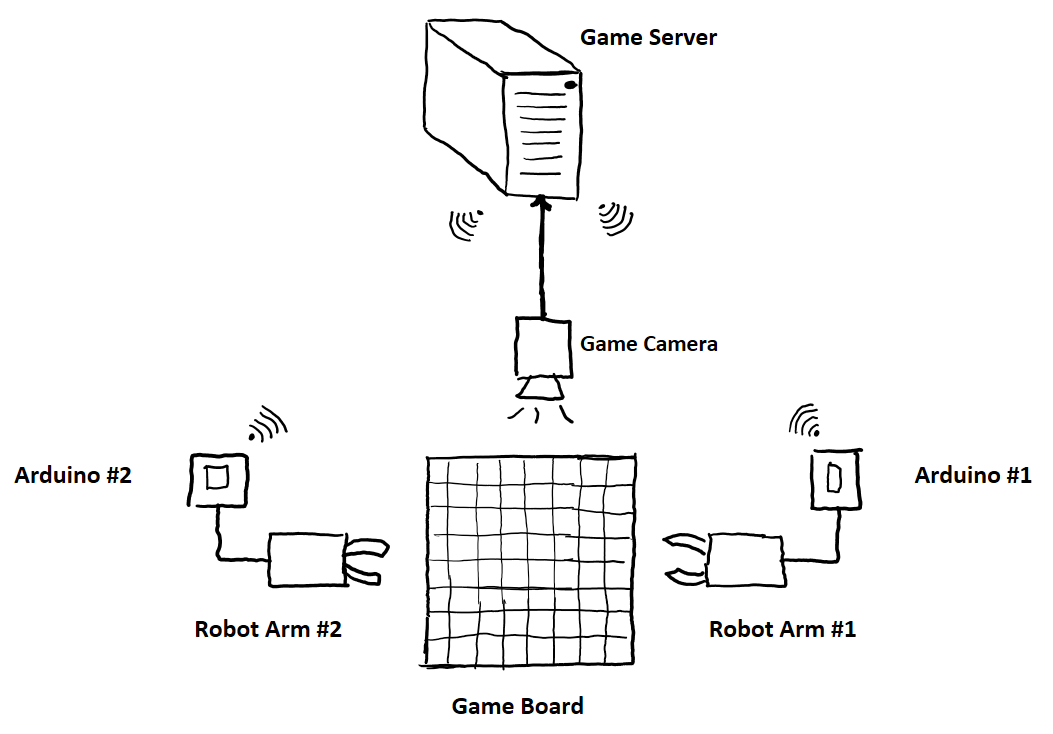 Game Server
Game Camera
Arduino #2
Arduino #1
Robot Arm #2
Robot Arm #1
Game Board